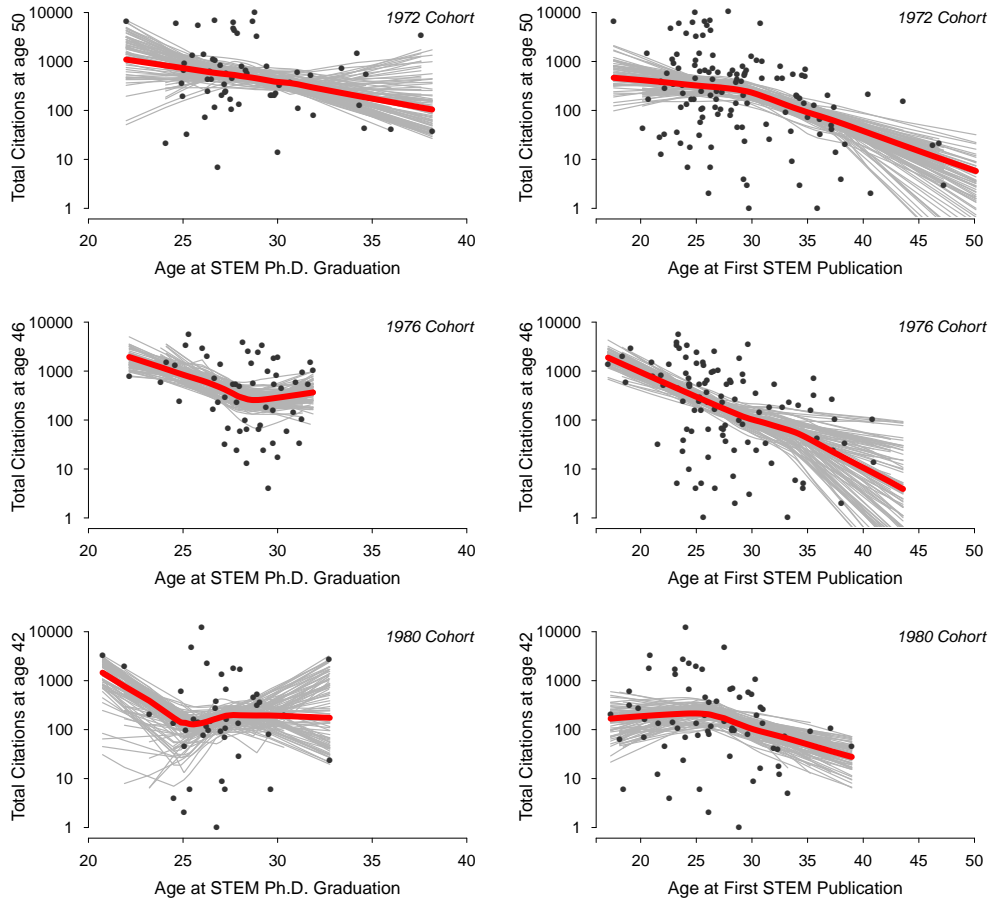 Total Citations at age 50
10000
1000
100
10
1
1972 Cohort
20 25 30 35 40
Age at STEM Ph.D. Graduation
Total Citations at age 50
10000
1000
100
10
1
1972 Cohort
20 25 30 35 40 45 50
Age at First STEM Publication
Total Citations at age 46
10000
1000
100
10
1
1976 Cohort
20 25 30 35 40
Age at STEM Ph.D. Graduation
Total Citations at age 46
10000
1000
100
10
1
1976 Cohort
20 25 30 35 40 45 50
Age at First STEM Publication
Total Citations at age 42
10000
1000
100
10
1
1980 Cohort
20 25 30 35 40
Age at STEM Ph.D. Graduation
Total Citations at age 42
10000
1000
100
10
1
1980 Cohort
20 25 30 35 40 45 50
Age at First STEM Publication